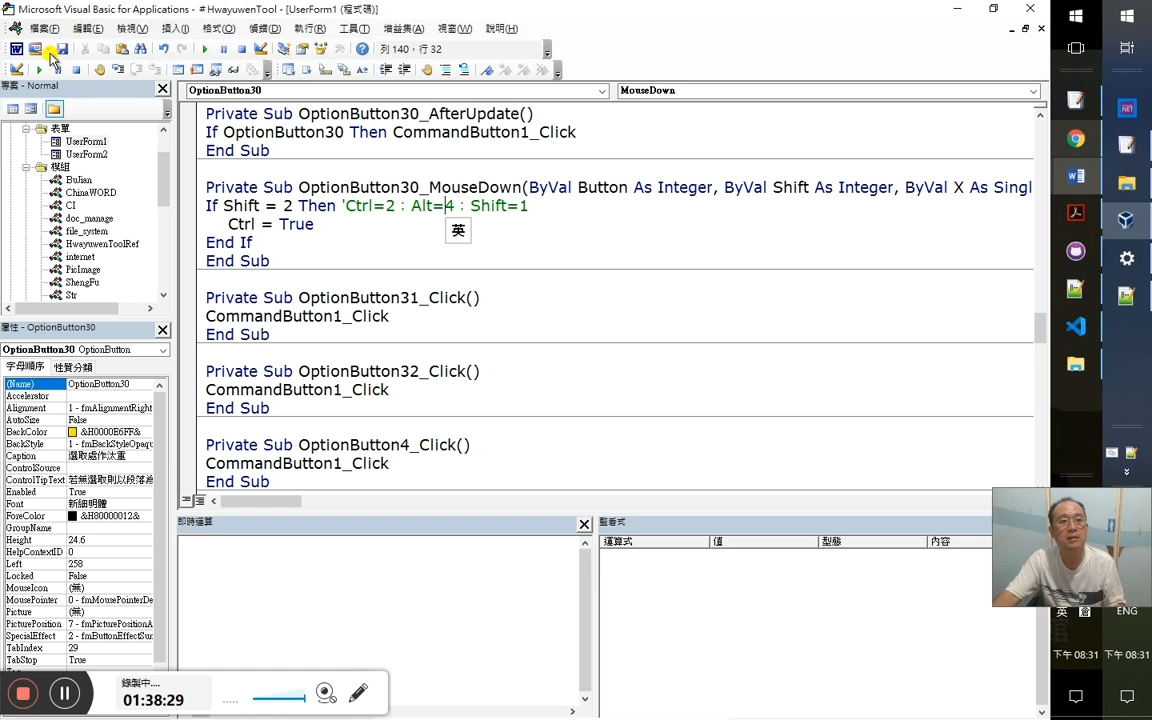 Microsoft Visual Basic for Applications - # HwayuwenTool - [UserForm1 (程式碼)]
檔案(F) 編輯(E) 檢視(V) 插入(I) 格式(O) 偵錯(D) 執行(R) 工具(T) 增益集(A) 視窗(W) 說明(H)
列 140，行 32
專案 - Normal
表單
UserForm1
UserForm2
模組
BuJian
ChinaWORD
CI
doc_manage
file_system
HwaywenToolRef
internet
PicImage
ShengFu
Str
屬性 - OptionButton30
OptionButton30 OptionButton
字母順序 性質分類
(Name) OptionButton30
Accelerator
Alignment 1 - fmAlignmentRight
AutoSize False
BackColor &H0000E6FF&
BackStyle 1 - fmBackStyleOpaqu
Caption 選取處作汰重
ControlSource
ControlTipText 若無選取則以段落為
Enabled True
Font 新細明體
ForeColor &H80000012&
GroupName
Height 24.6
HelpContextID 0
Left 258
Locked False
MouseIcon (無)
MousePointer 0 - fmMousePointerDe
Picture (無)
PicturePosition 7 - fmPicturePositionA
SpecialEffect 2 - fmButtonEffectSun
TabIndex 29
TabStop True
OptionButton30 MouseDown
Private Sub OptionButton30_AfterUpdate()
If OptionButton30 Then CommandButton1_Click
End Sub
Private Sub OptionButton30_MouseDown(ByVal Button As Integer, ByVal Shift As Integer, ByVal X As Singl
If Shift = 2 Then 'Ctrl=2：Alt=4：Shift=1
Ctrl = True
End If
End Sub
Private Sub OptionButton31_Click()
CommandButton1_Click
End Sub
Private Sub OptionButton32_Click()
CommandButton1_Click
End Sub
Private Sub OptionButton4_Click()
CommandButton1_Click
End Sub
英
即時運算
監看式
運算式 值 型態 內容
錄製中....
01:38:29
.NET
英 倉 ENG
下午 08:31 下午 08:31